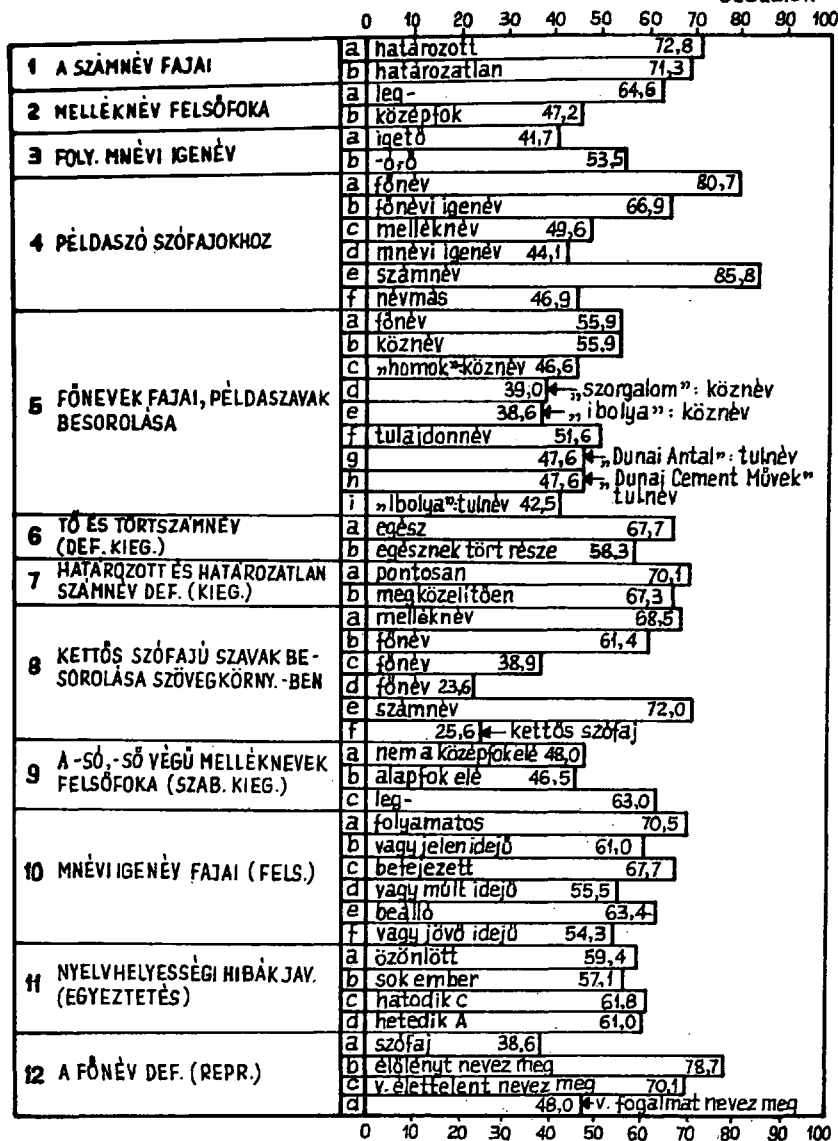 0 10 20 30 40 50 60 70 80 90 100
1 A SZÁMNÉV FAJAI
a határozott 72,8
b határozatlan 71,3
2 MELLÉKNÉV FELSŐFOKA
a leg- 64,6
b középfok 47,2
3 FOLY. MNÉVI IGENÉV
a igető 41,7
b -ó,-ő 53,5
4 PÉLDASZÓ SZÓFAJOKHOZ
a főnév 80,7
b főnévi igenév 66,9
c melléknév 49,6
d mnévi igenév 44,1
e számnév 85,8
f névmás 46,9
5 FŐNEVEK FAJAI, PÉLDASZAVAK
BESOROLÁSA
a főnév 55,9
b köznév 55,9
c „homok"-köznév 46,6
d 39,0 „szorgalom": köznév
e 38,6 „ibolya": köznév
f tulajdonnév 51,6
g 47,6 „Dunai Antal": tulnév
h 47,6 „Dunai Cement Művek"
tulnév
i „Ibolya":tulnév 42,5
6 TŐ ÉS TÖRTSZÁMNÉV
(DEF. KIEG.)
a egész 67,7
b egésznek tört része 58,3
7 HATÁROZOTT ÉS HATÁROZATLAN
SZÁMNÉV DEF. (KIEG.)
a pontosan 70,1
b megközelítően 67,3
8 KETTŐS SZÓFAJÚ SZAVAK BE-
SOROLÁSA SZÖVEGKÖRNY.-BEN
a melléknév 68,5
b főnév 61,4
c főnév 38,9
d főnév 23,6
e számnév 72,0
f 25,6 kettős szófaj
9 A -SÓ,-SŐ VÉGŰ MELLÉKNEVEK
FELSŐFOKA (SZAB. KIEG.)
a nem a középfok elé 48,0
b alapfok elé 46,5
c leg- 63,0
10 MNÉVI IGENÉV FAJAI (FELS.)
a folyamatos 70,5
b vagy jelen idejű 61,0
c befejezett 67,7
d vagy múlt idejű 55,5
e beálló 63,4
f vagy jövő idejű 54,3
11 NYELVHELYESSÉGI HIBÁK JAV.
(EGYEZTETÉS)
a özönlött 59,4
b sok ember 57,1
c hatodik C 61,8
d hetedik A 61,0
12 A FŐNÉV DEF. (REPR.)
a szófaj 38,6
b élőlényt nevez meg 78,7
c v. élettelent nevez meg 70,1
d 48,0 v. fogalmat nevez meg
0 10 20 30 40 50 60 70 80 90 100